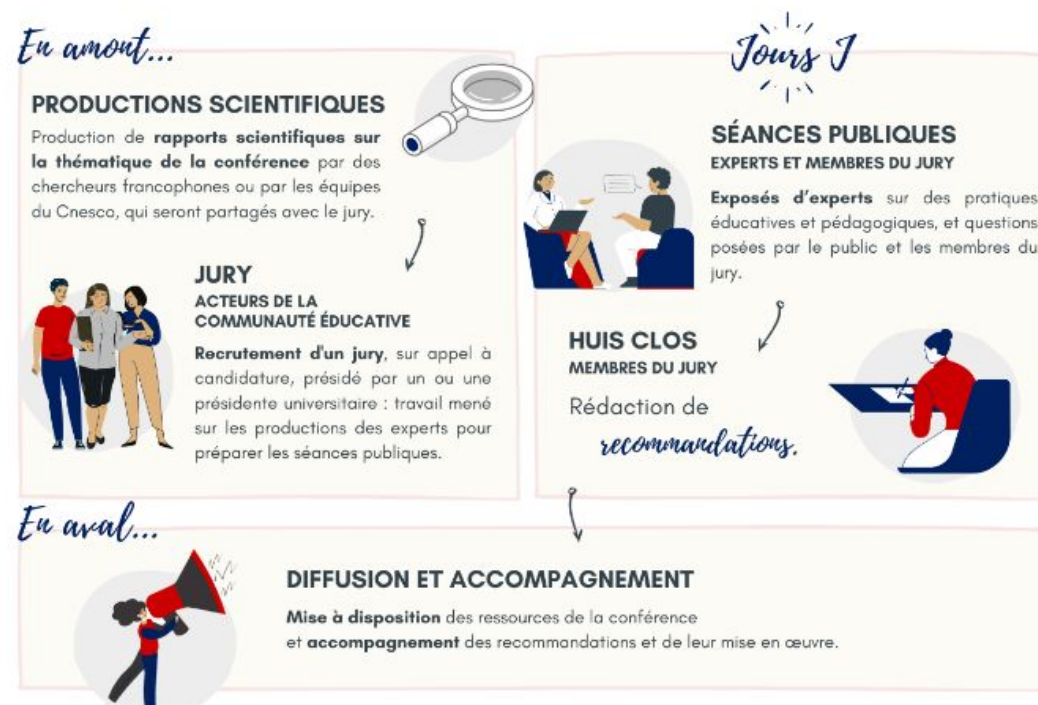 En amont...
PRODUCTIONS SCIENTIFIQUES
Production de rapports scientifiques sur
la thématique de la conférence par des
chercheurs francophones ou par les équipes
du Cnesco, qui seront partagés avec le jury.
JURY
ACTEURS DE LA
COMMUNAUTÉ ÉDUCATIVE
Recrutement d'un jury, sur appel à
candidature, présidé par un ou une
présidente universitaire : travail mené
sur les productions des experts pour
préparer les séances publiques.
Jours J
SÉANCES PUBLIQUES
EXPERTS ET MEMBRES DU JURY
Exposés d'experts sur des pratiques
éducatives et pédagogiques, et questions
posées par le public et les membres du
jury.
HUIS CLOS
MEMBRES DU JURY
Rédaction de
recommandations.
En aval...
DIFFUSION ET ACCOMPAGNEMENT
Mise à disposition des ressources de la conférence
et accompagnement des recommandations et de leur mise en œuvre.